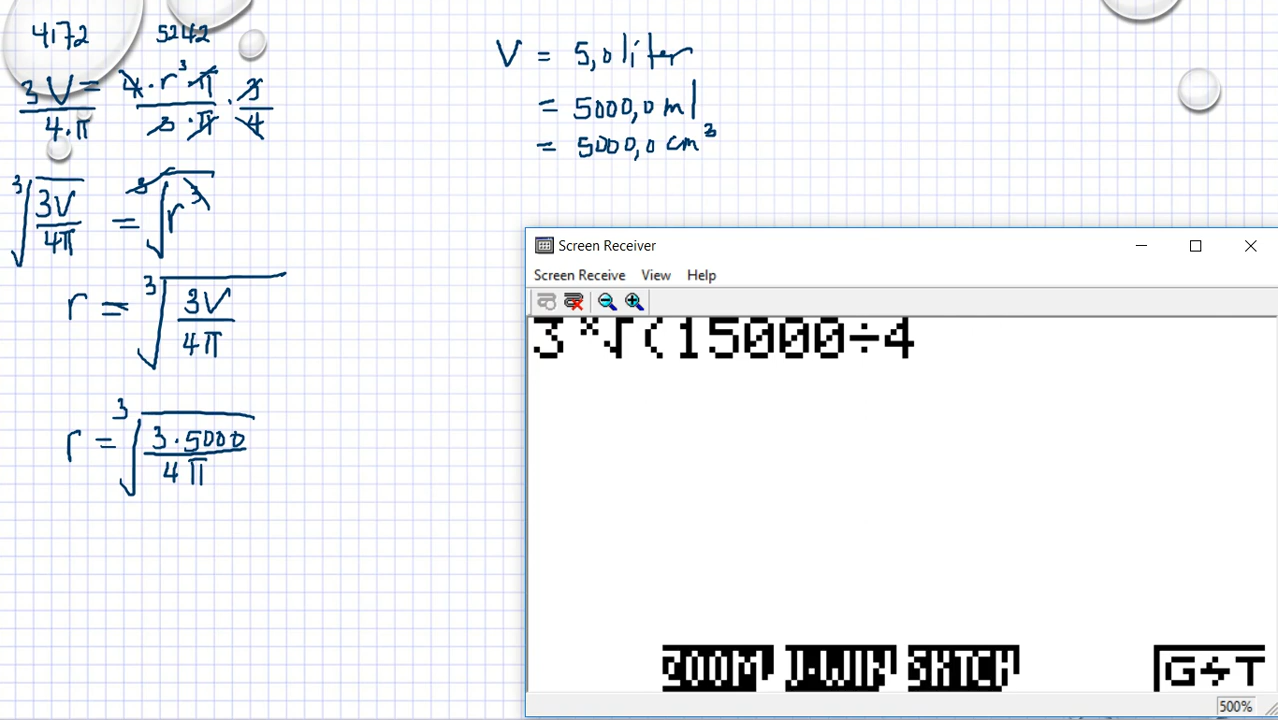 4172 5242
3V/4·π = 4·r³·π/3·π · 3/4
³√(3V/4π) = ³√(r³)
r = ³√(3V/4π)
r = ³√(3·5000/4π)
V = 5,0 liter
= 5000,0 ml
= 5000,0 cm³
Screen Receiver
Screen Receive View Help
3ˣ√(15000÷4
ZOOM V·WIN SKTCH G↔T
500%